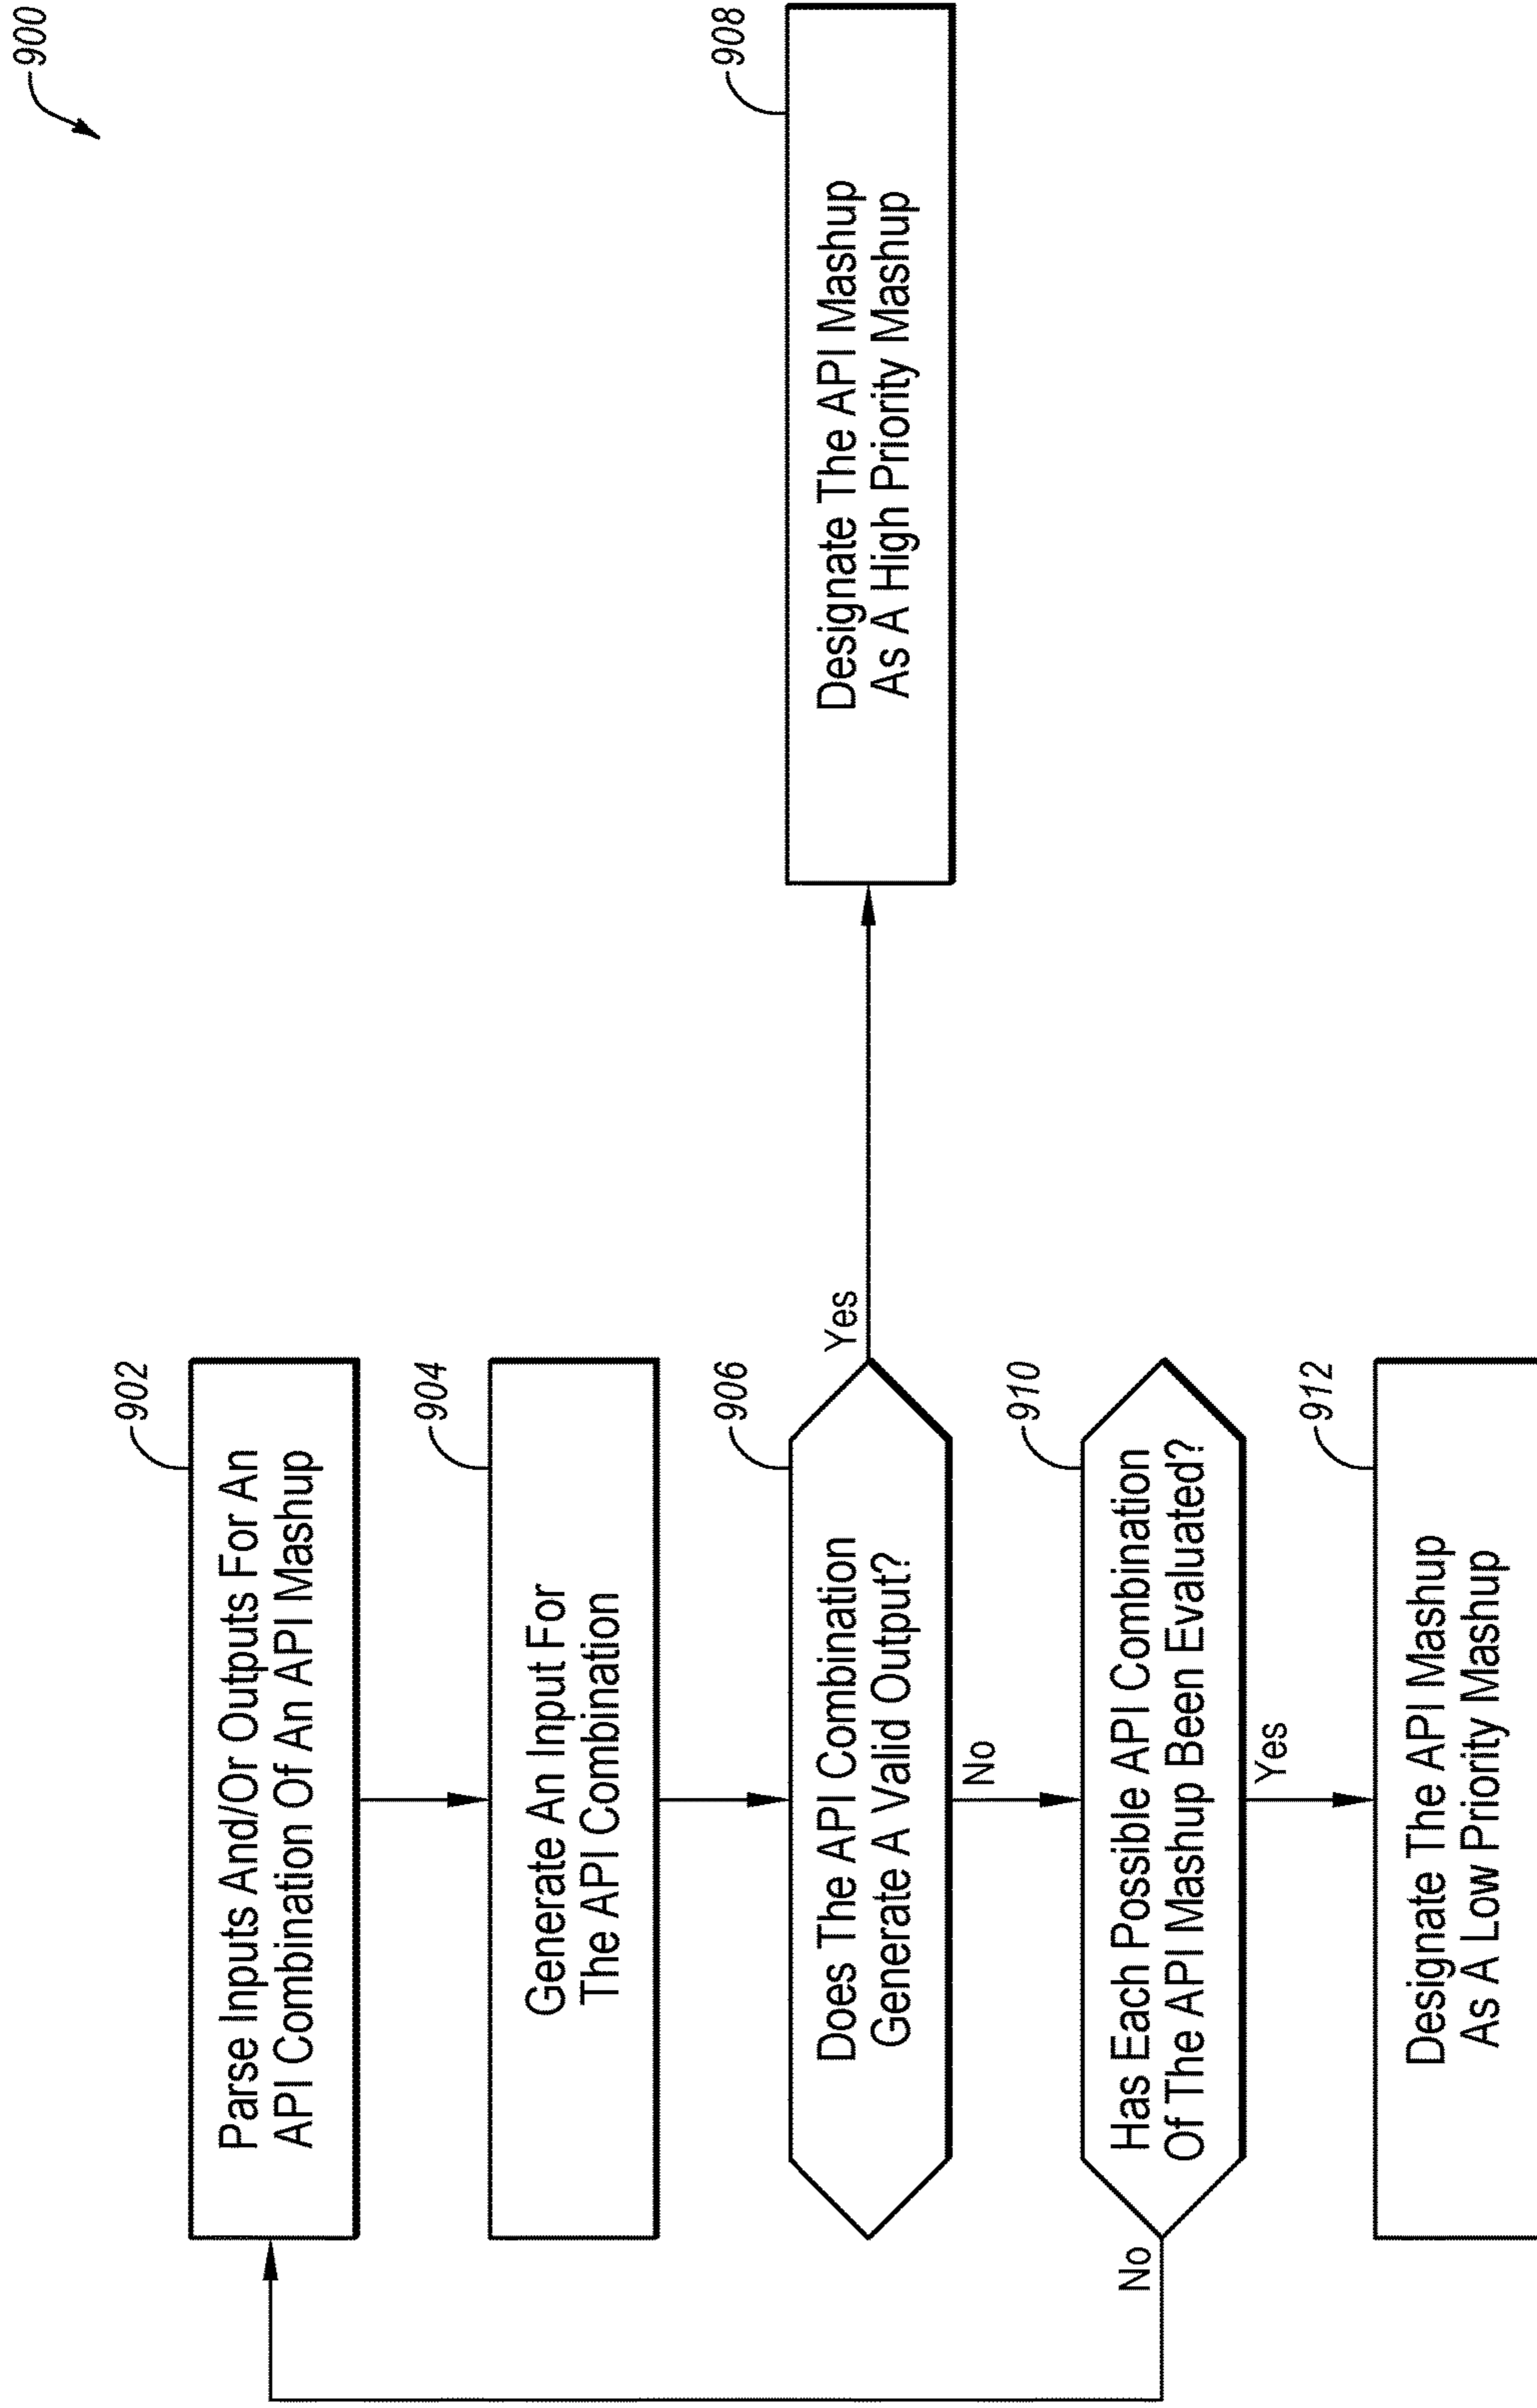 900
902
Parse Inputs And/Or Outputs For An
API Combination Of An API Mashup
904
Generate An Input For
The API Combination
906
Does The API Combination
Generate A Valid Output?
Yes
908
Designate The API Mashup
As A High Priority Mashup
No
910
Has Each Possible API Combination
Of The API Mashup Been Evaluated?
No
Yes
912
Designate The API Mashup
As A Low Priority Mashup